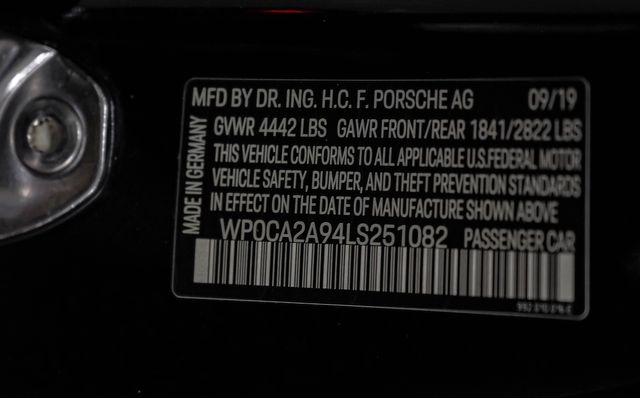 MFD BY DR. ING. H.C. F. PORSCHE AG 09/19
GVWR 4442 LBS GAWR FRONT/REAR 1841/2822 LBS
THIS VEHICLE CONFORMS TO ALL APPLICABLE U.S.FEDERAL MOTOR
VEHICLE SAFETY, BUMPER, AND THEFT PREVENTION STANDARDS
IN EFFECT ON THE DATE OF MANUFACTURE SHOWN ABOVE
WP0CA2A94LS251082 PASSENGER CAR
MADE IN GERMANY